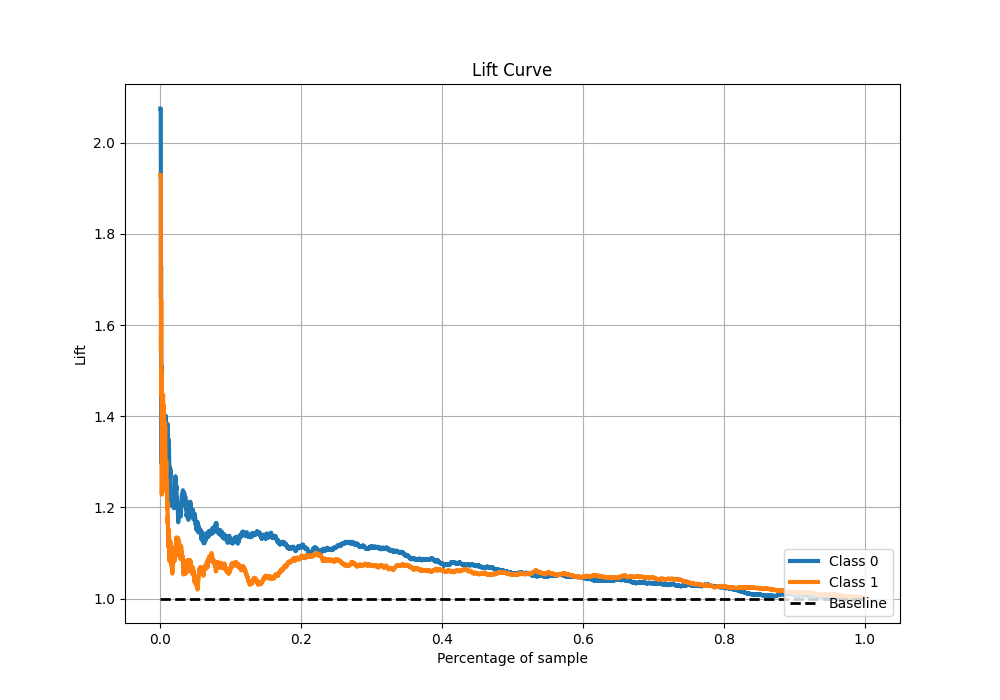 Lift Curve
Lift
2.0
1.8
1.6
1.4
1.2
1.0
Class 0
Class 1
Baseline
0.0 0.2 0.4 0.6 0.8 1.0
Percentage of sample